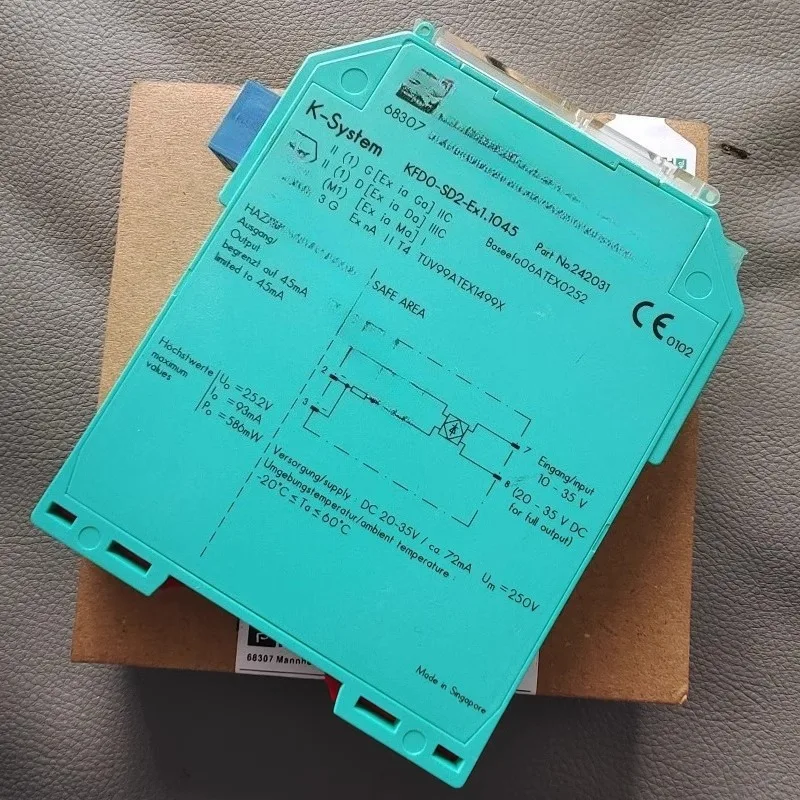 68307
K-System
KFD0-SD2-Ex1.1045
Part No.242031
II (1) G [Ex ia Ga] IIC
II (1) D [Ex ia Da] IIIC
(M1) [Ex ia Ma] I
3 G Ex nA II T4 TUV99ATEX1499X
Baseefa06ATEX0252
CE 0102
Ausgang/
Output
begrenzt auf 45mA
limited to 45mA
SAFE AREA
Höchstwerte
maximum
values
Uo = 25.2V
Io = 93mA
Po = 586mW
2
3
7
8
Eingang/input
10 - 35 V
(20 - 35 V DC
for full output)
Versorgung/supply : DC 20-35V / ca. 72mA Um = 250V
Umgebungstemperatur/ambient temperature :
-20°C ≤ Ta ≤ 60°C
Made in Singapore
68307